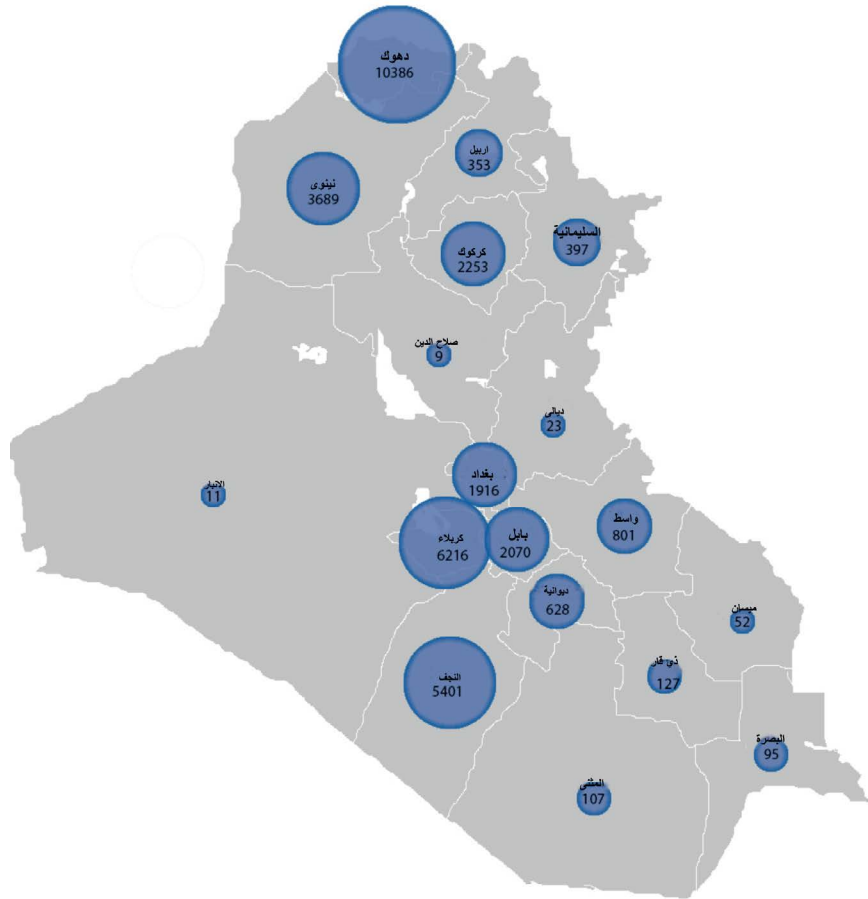 دهوك
10386
اربيل
353
نينوى
3689
السليمانية
397
كركوك
2253
صلاح الدين
9
ديالى
23
بغداد
1916
الانبار
11
واسط
801
كربلاء
6216
بابل
2070
ديوانية
628
ميسان
52
ذي قار
127
النجف
5401
البصرة
95
المثنى
107